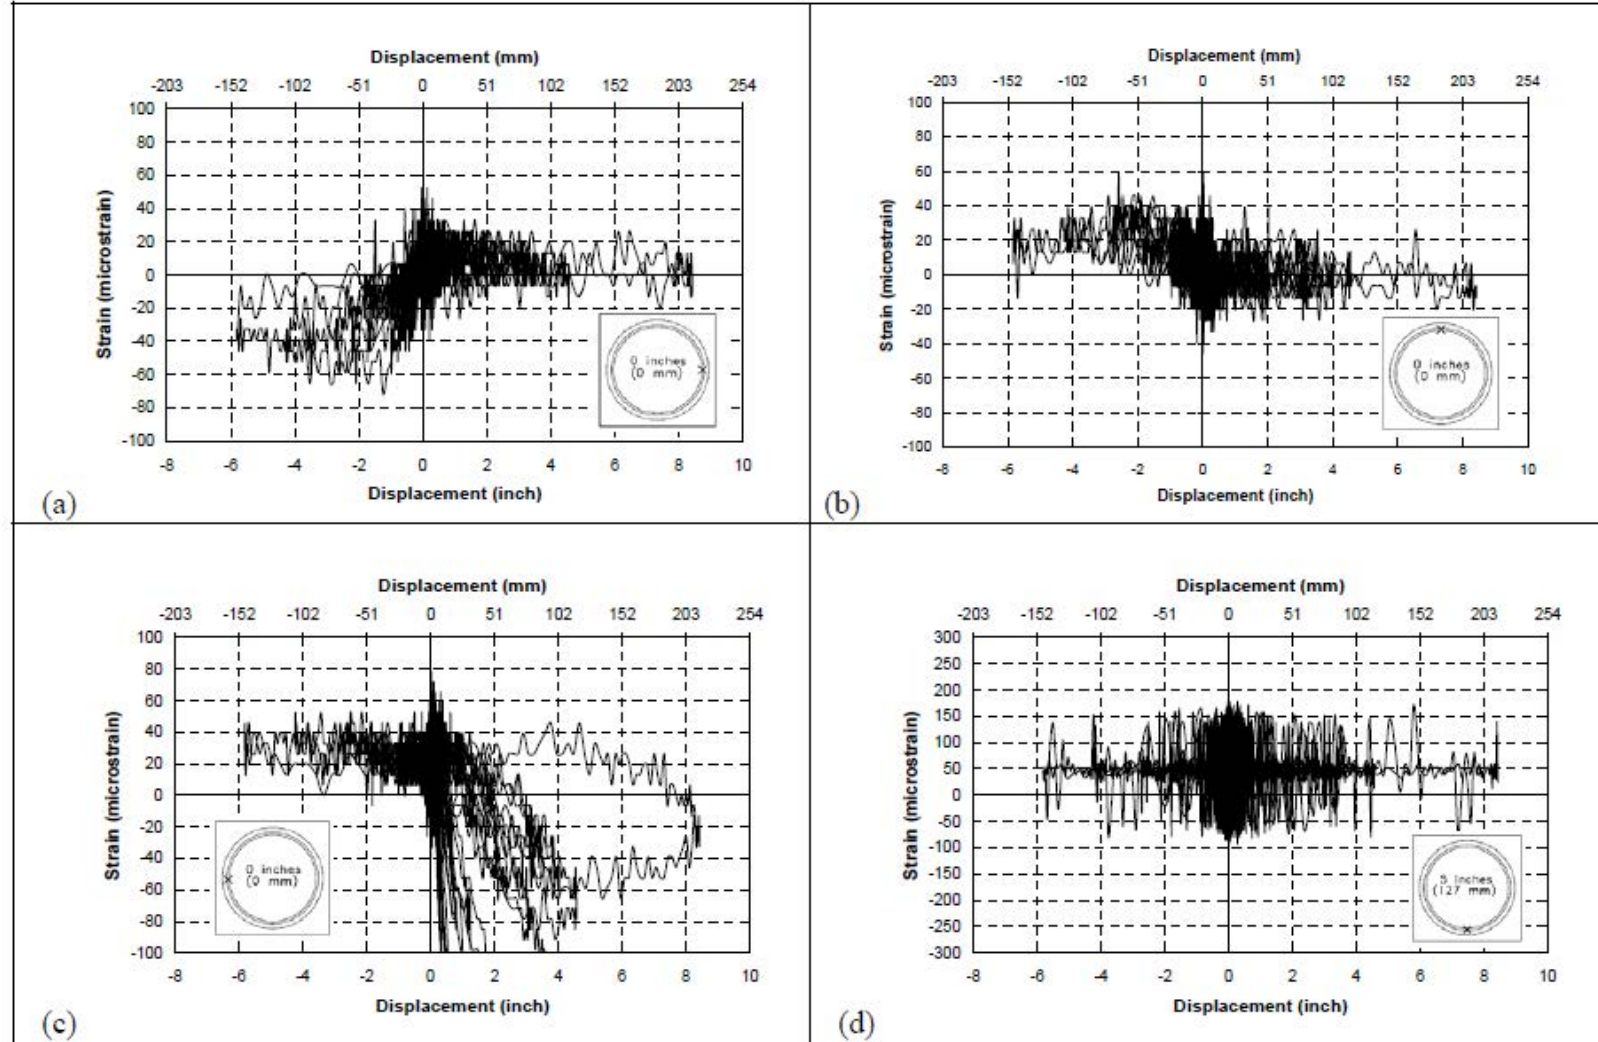 Displacement (mm)
-203 -152 -102 -51 0 51 102 152 203 254
100
80
60
40
20
0
-20
-40
-60
-80
-100
Strain (microstrain)
0 inches
(0 mm)
-8 -6 -4 -2 0 2 4 6 8 10
Displacement (inch)
(a)
Displacement (mm)
-203 -152 -102 -51 0 51 102 152 203 254
100
80
60
40
20
0
-20
-40
-60
-80
-100
Strain (microstrain)
0 inches
(0 mm)
-8 -6 -4 -2 0 2 4 6 8 10
Displacement (inch)
(b)
Displacement (mm)
-203 -152 -102 -51 0 51 102 152 203 254
100
80
60
40
20
0
-20
-40
-60
-80
-100
Strain (microstrain)
0 inches
(0 mm)
-8 -6 -4 -2 0 2 4 6 8 10
Displacement (inch)
(c)
Displacement (mm)
-203 -152 -102 -51 0 51 102 152 203 254
300
250
200
150
100
50
0
-50
-100
-150
-200
-250
-300
Strain (microstrain)
5 inches
(127 mm)
-8 -6 -4 -2 0 2 4 6 8 10
Displacement (inch)
(d)